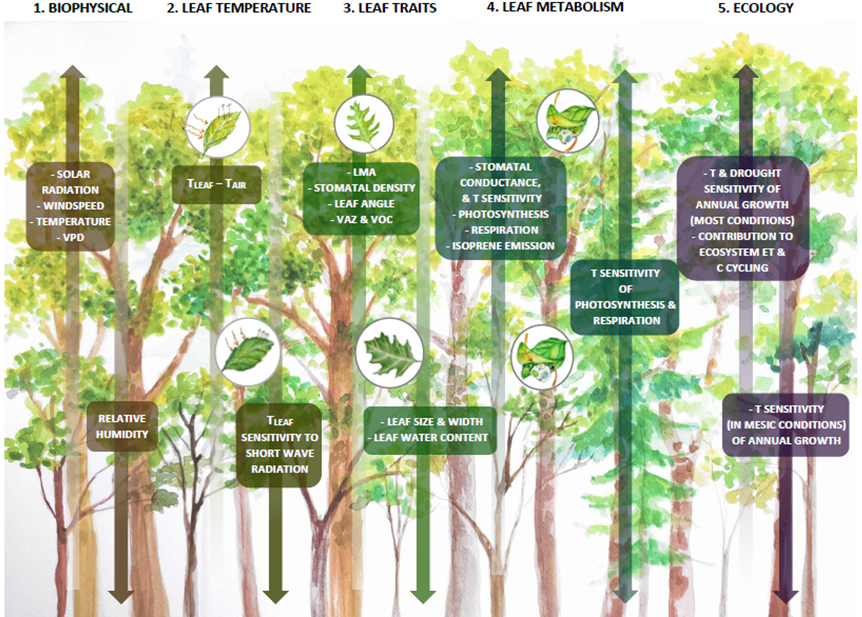 1. BIOPHYSICAL
2. LEAF TEMPERATURE
3. LEAF TRAITS
4. LEAF METABOLISM
5. ECOLOGY
- SOLAR
RADIATION
- WINDSPEED
- TEMPERATURE
- VPD
RELATIVE
HUMIDITY
TLEAF – TAIR
TLEAF
SENSITIVITY TO
SHORT WAVE
RADIATION
- LMA
- STOMATAL DENSITY
- LEAF ANGLE
- VAZ & VOC
- LEAF SIZE & WIDTH
- LEAF WATER CONTENT
- STOMATAL
CONDUCTANCE,
& T SENSITIVITY
- PHOTOSYNTHESIS
- RESPIRATION
- ISOPRENE EMISSION
T SENSITIVITY
OF
PHOTOSYNTHESIS &
RESPIRATION
- T & DROUGHT
SENSITIVITY OF
ANNUAL GROWTH
(MOST CONDITIONS)
- CONTRIBUTION TO
ECOSYSTEM ET &
C CYCLING
- T SENSITIVITY
(IN MESIC CONDITIONS)
OF ANNUAL GROWTH